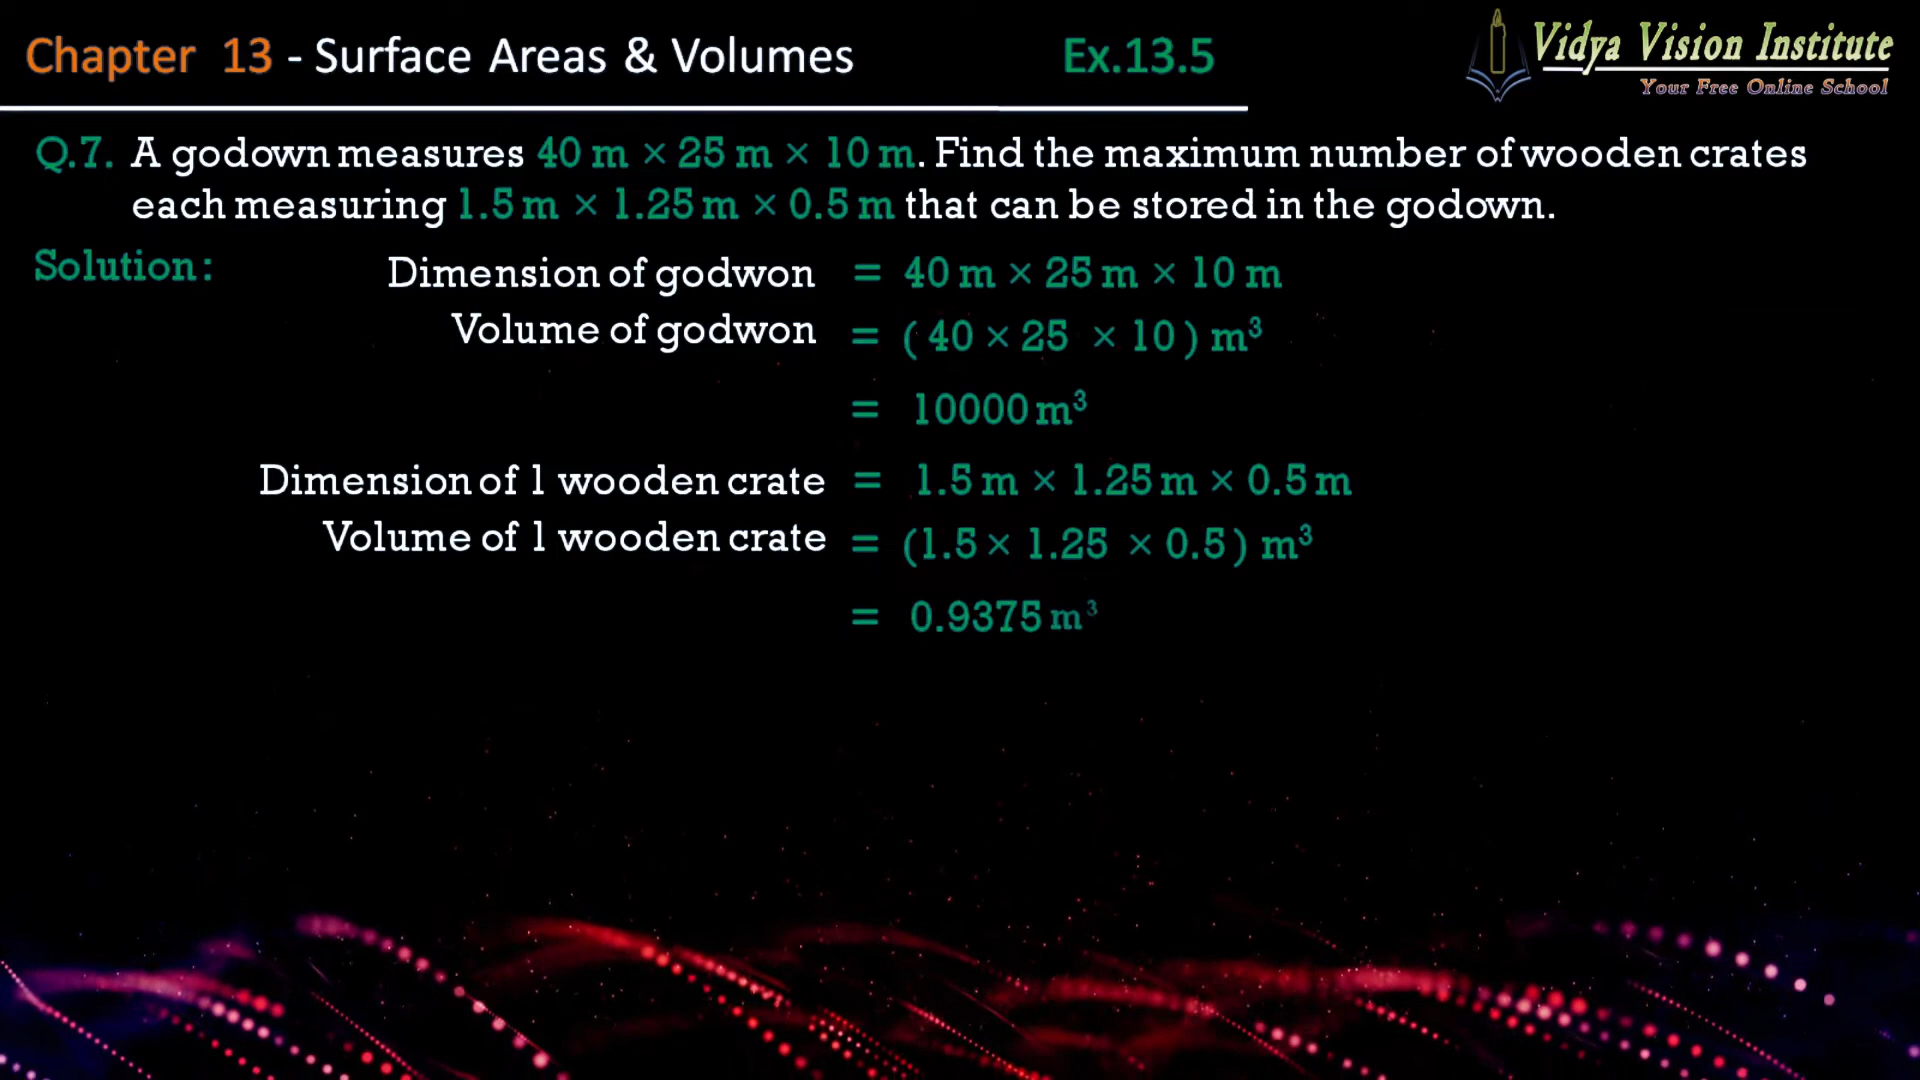 Chapter 13 - Surface Areas & Volumes Ex.13.5
Vidya Vision Institute
Your Free Online School
Q.7. A godown measures 40 m × 25 m × 10 m. Find the maximum number of wooden crates
each measuring 1.5 m × 1.25 m × 0.5 m that can be stored in the godown.
Solution:
Dimension of godwon = 40 m × 25 m × 10 m
Volume of godwon = ( 40 × 25 × 10 ) m³
= 10000 m³
Dimension of 1 wooden crate = 1.5 m × 1.25 m × 0.5 m
Volume of 1 wooden crate = (1.5 × 1.25 × 0.5 ) m³
= 0.9375 m³